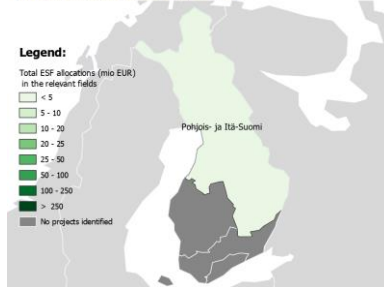 Legend:
Total ESF allocations (mio EUR)
in the relevant fields
< 5
5 - 10
10 - 20
20 - 25
25 - 50
50 - 100
100 - 250
> 250
No projects identified
Pohjois- ja Itä-Suomi